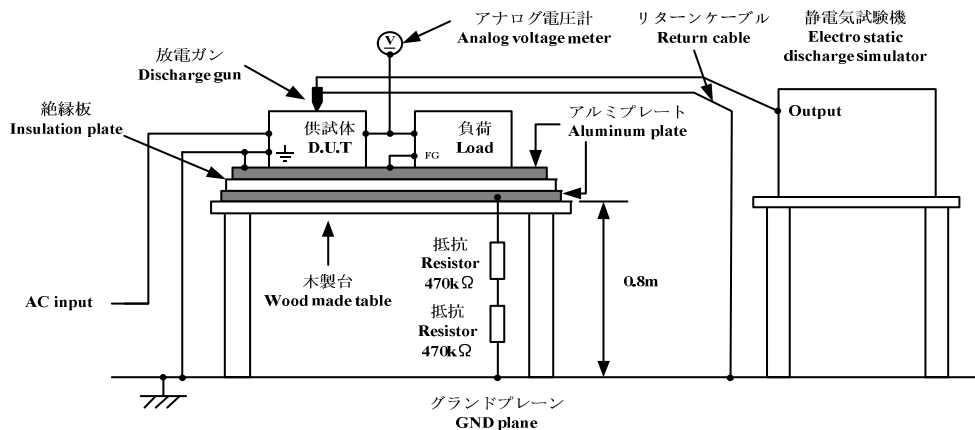 アナログ電圧計
Analog voltage meter
リターンケーブル
Return cable
静電気試験機
Electro static
discharge simulator
放電ガン
Discharge gun
V
絶縁板
Insulation plate
供試体
D.U.T
負荷
Load
FG
アルミプレート
Aluminum plate
Output
抵抗
Resistor
470kΩ
木製台
Wood made table
0.8m
AC input
抵抗
Resistor
470kΩ
グランドプレーン
GND plane